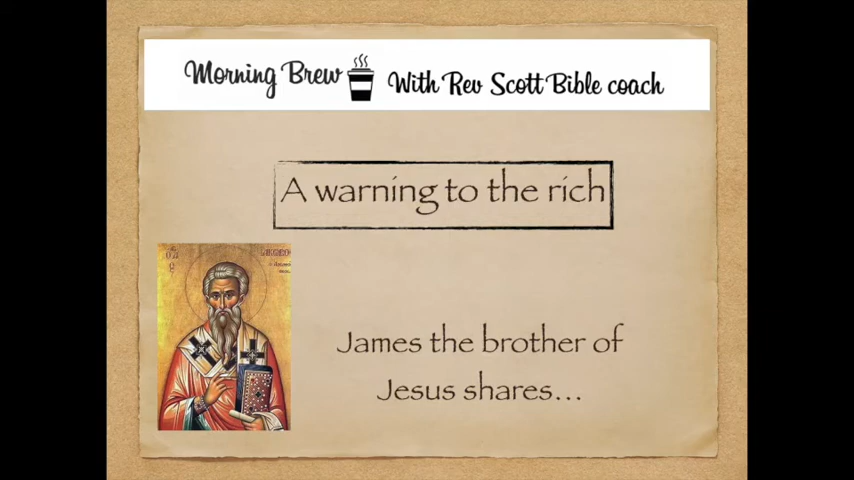 Morning Brew With Rev Scott Bible coach
A warning to the rich
James the brother of
Jesus shares...